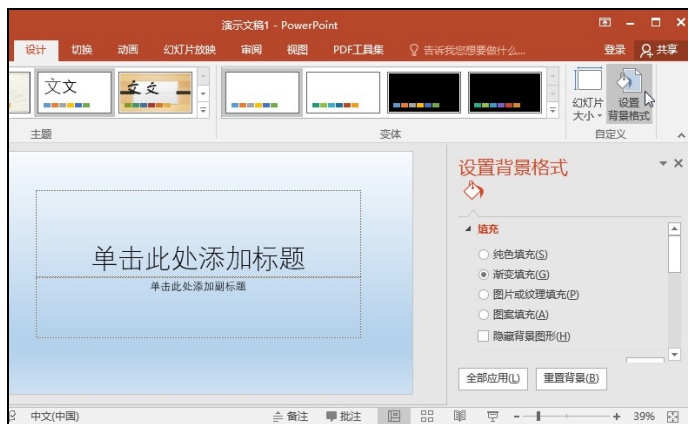 演示文稿1 - PowerPoint
设计 切换 动画 幻灯片放映 审阅 视图 PDF工具集 告诉我您想要做什么... 登录 共享
文文 文文
幻灯片 设置
大小 背景格式
主题 变体 自定义
设置背景格式
填充
纯色填充(S)
渐变填充(G)
图片或纹理填充(P)
图案填充(A)
隐藏背景图形(H)
全部应用(L) 重置背景(B)
单击此处添加标题
单击此处添加副标题
中文(中国) 备注 批注 39%